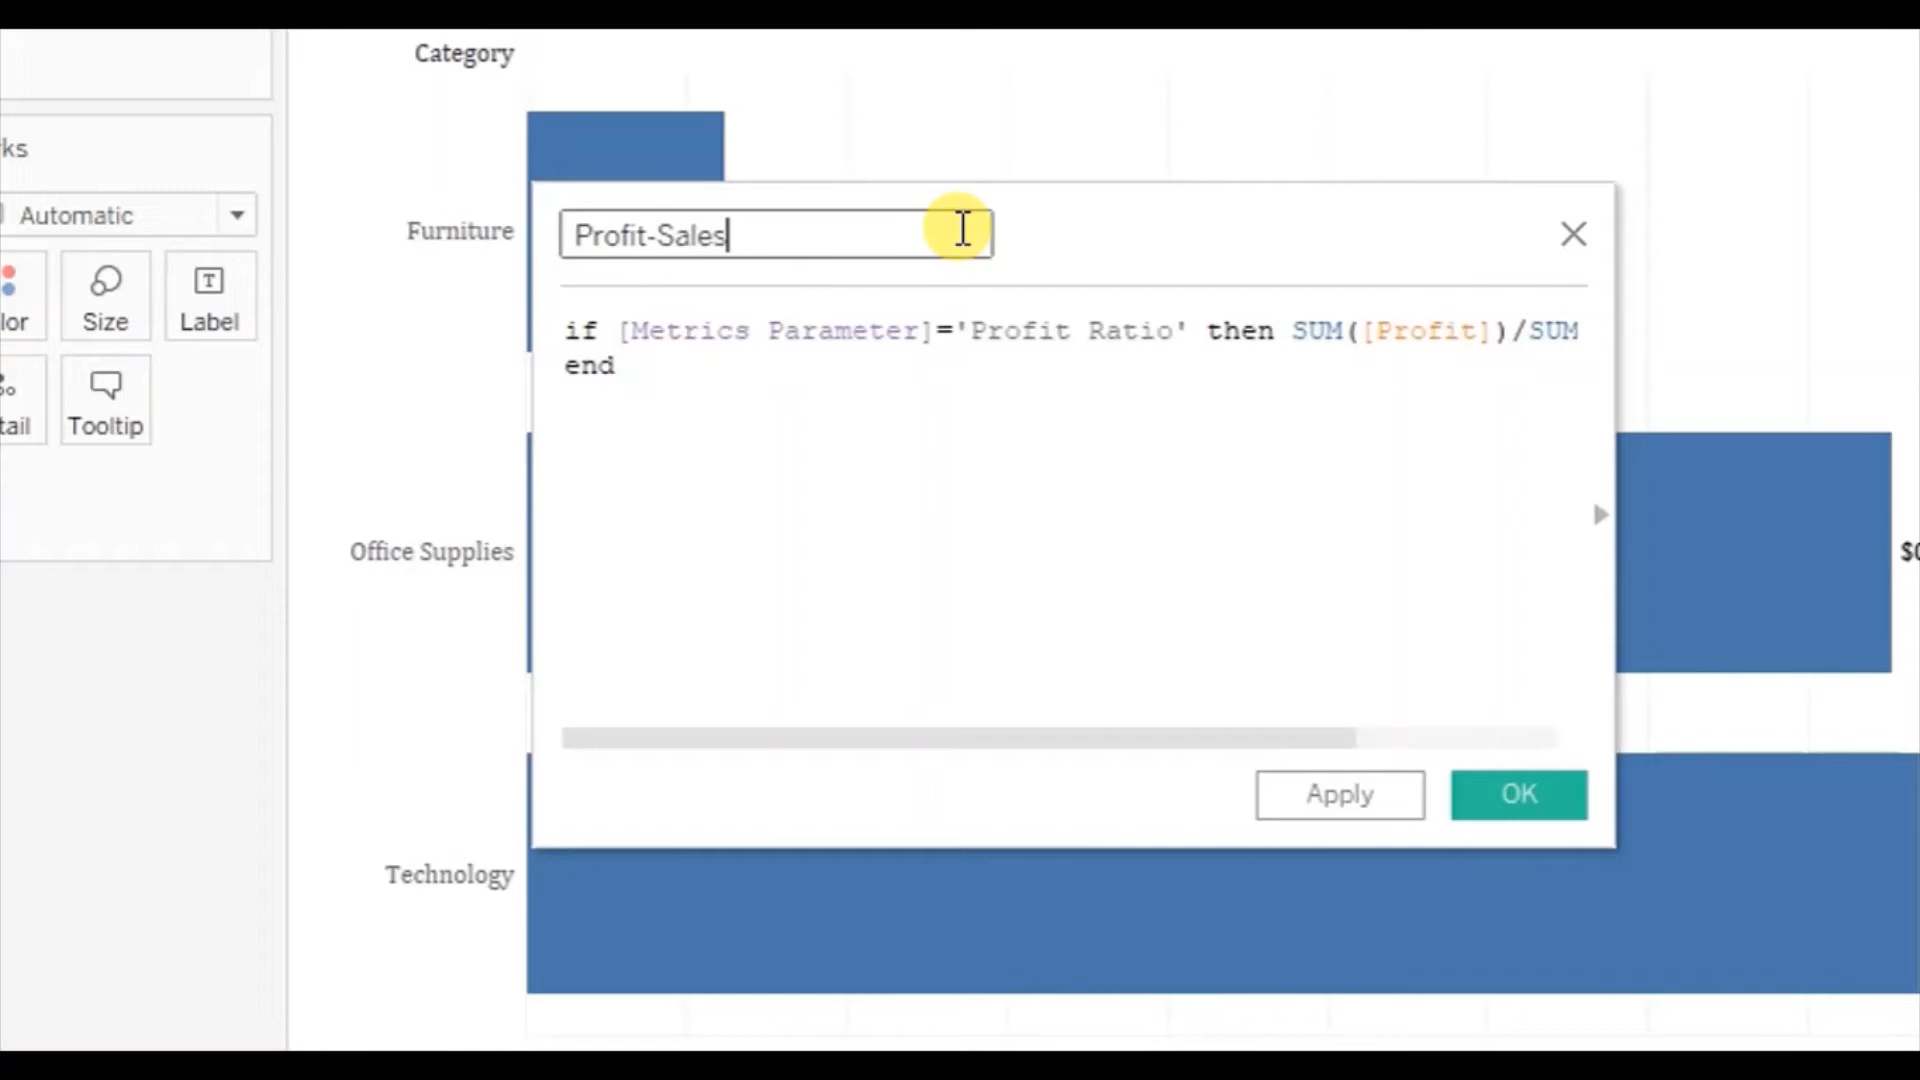 Category
ks
Automatic
lor
Size
Label
tail
Tooltip
Furniture
Office Supplies
Technology
Profit-Sales
if [Metrics Parameter]='Profit Ratio' then SUM([Profit])/SUM
end
Apply
OK
$0